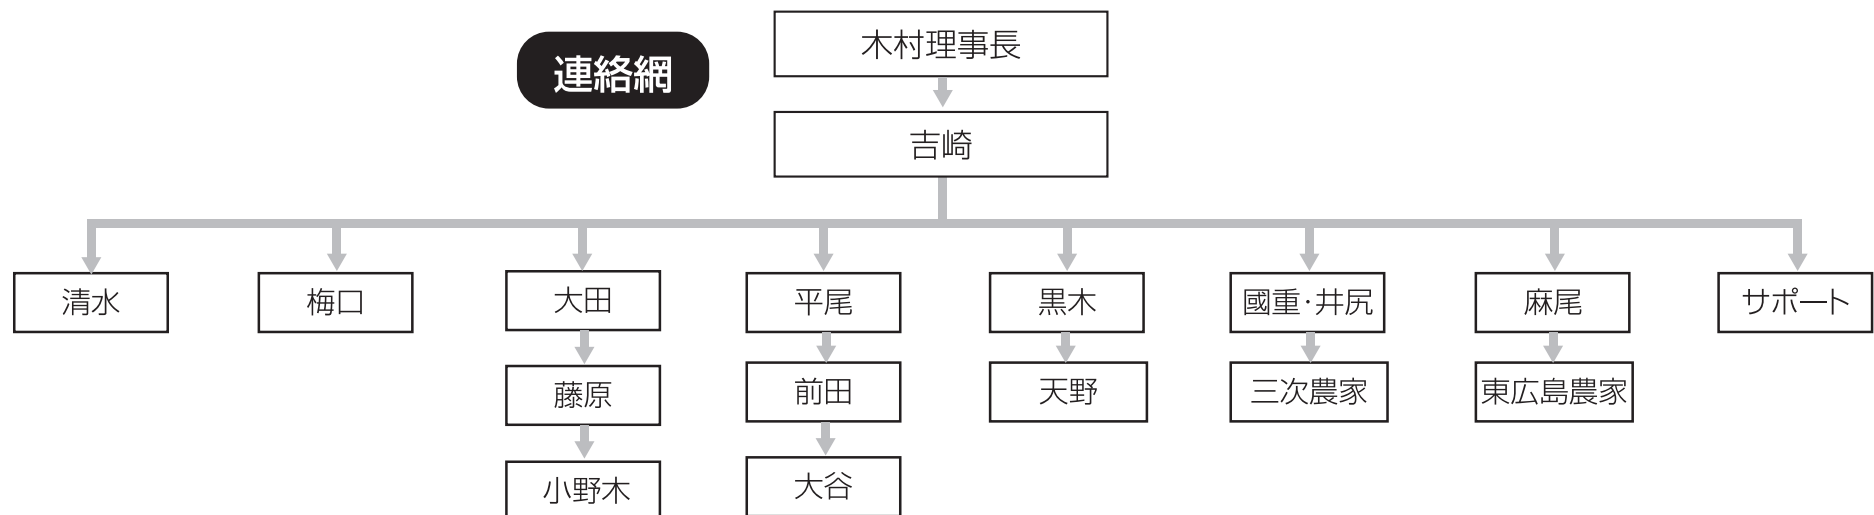 木村理事長
連絡網
吉崎
清水
梅口
大田
平尾
黒木
國重・井尻
麻尾
サポート
藤原
前田
天野
三次農家
東広島農家
小野木
大谷